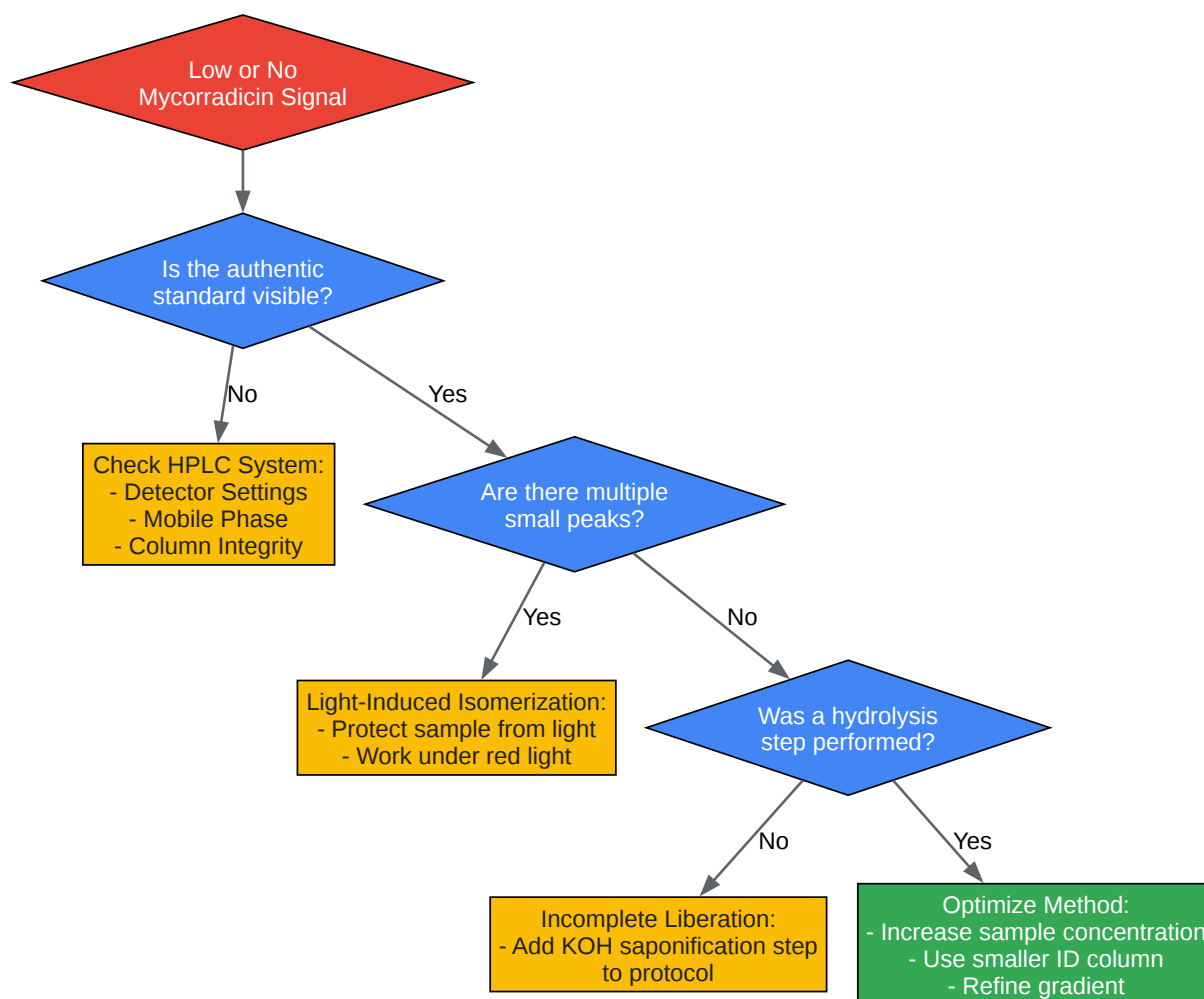 Low or No
Mycorradicin Signal
Is the authentic
standard visible?
No
Yes
Check HPLC System:
- Detector Settings
- Mobile Phase
- Column Integrity
Are there multiple
small peaks?
Yes
No
Light-Induced Isomerization:
- Protect sample from light
- Work under red light
Was a hydrolysis
step performed?
No
Yes
Incomplete Liberation:
- Add KOH saponification step
to protocol
Optimize Method:
- Increase sample concentration
- Use smaller ID column
- Refine gradient